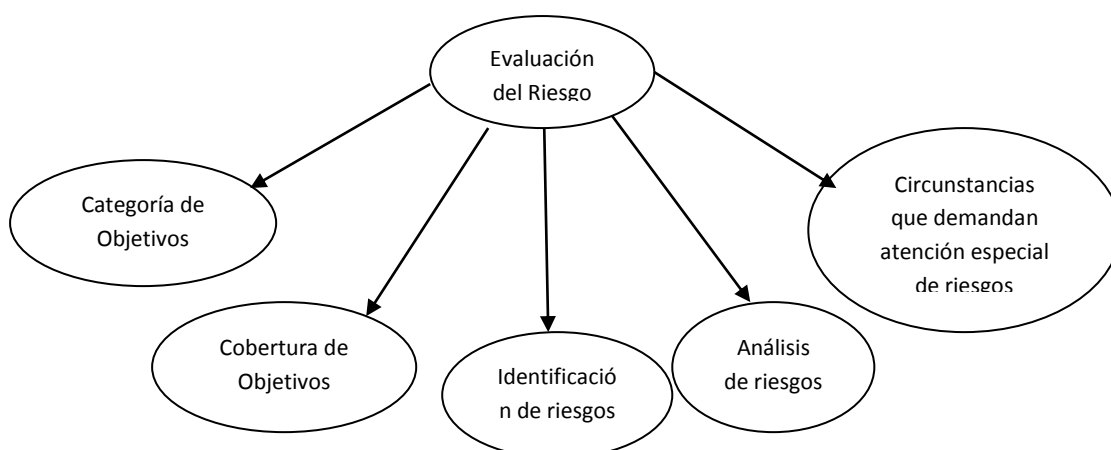 Evaluación
del Riesgo
Categoría de
Objetivos
Circunstancias
que demandan
atención especial
de riesgos
Cobertura de
Objetivos
Identificació
n de riesgos
Análisis
de riesgos